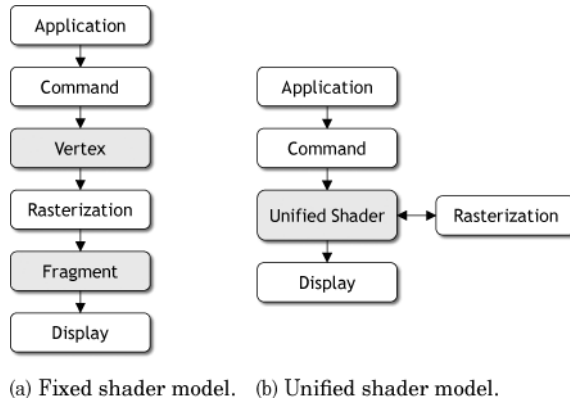 Application
Command
Vertex
Rasterization
Fragment
Display
(a) Fixed shader model.
Application
Command
Unified Shader
Rasterization
Display
(b) Unified shader model.